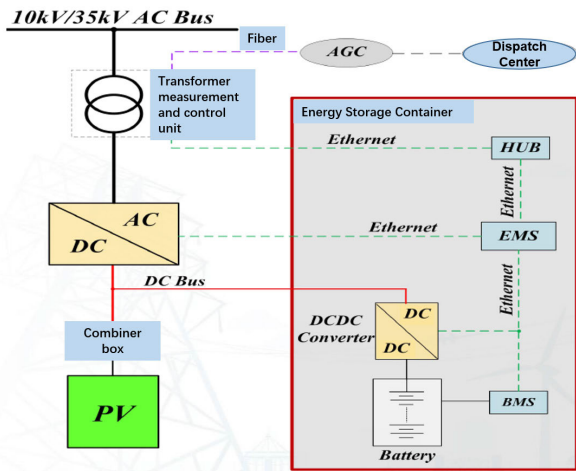 10kV/35kV AC Bus
Fiber
AGC
Dispatch
Center
Transformer
measurement
and control
unit
Energy Storage Container
Ethernet
HUB
Ethernet
AC
DC
Ethernet
EMS
DC Bus
Ethernet
Combiner
box
DCDC
Converter
DC
DC
PV
BMS
Battery